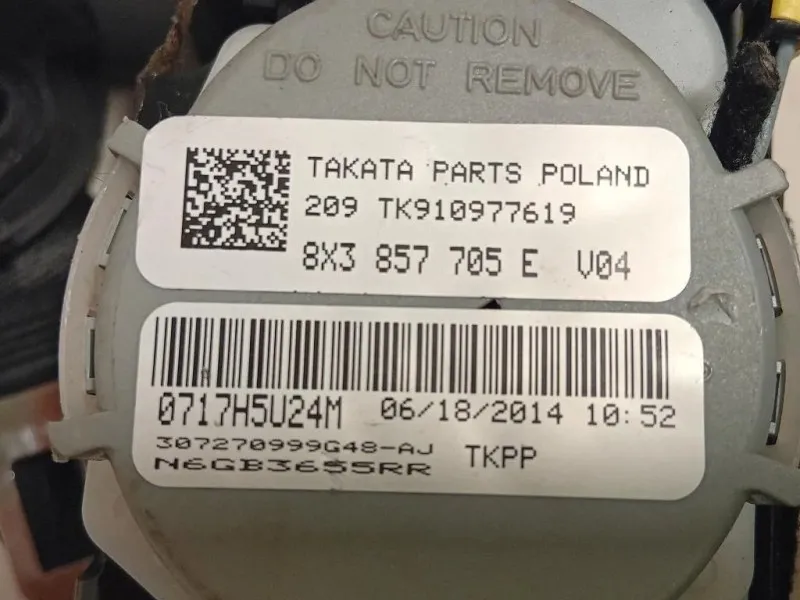 CAUTION
DO NOT REMOVE
TAKATA PARTS POLAND
209 TK910977619
8X3 857 705 E V04
0717H5U24M 06/18/2014 10:52
307270999G48-AJ TKPP
N6GB3655RR